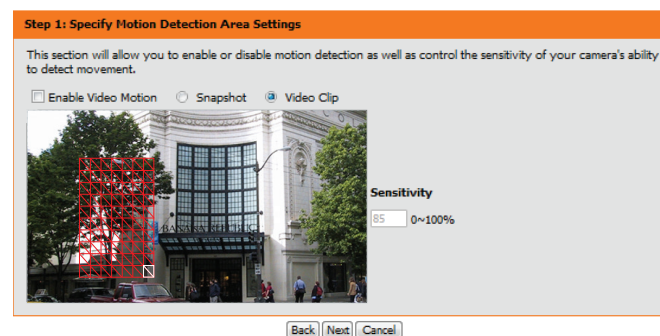 Step 1: Specify Motion Detection Area Settings
This section will allow you to enable or disable motion detection as well as control the sensitivity of your camera's ability
to detect movement.
Enable Video Motion Snapshot Video Clip
BANANA REPUBLIC
Sensitivity
85 0~100%
Back Next Cancel